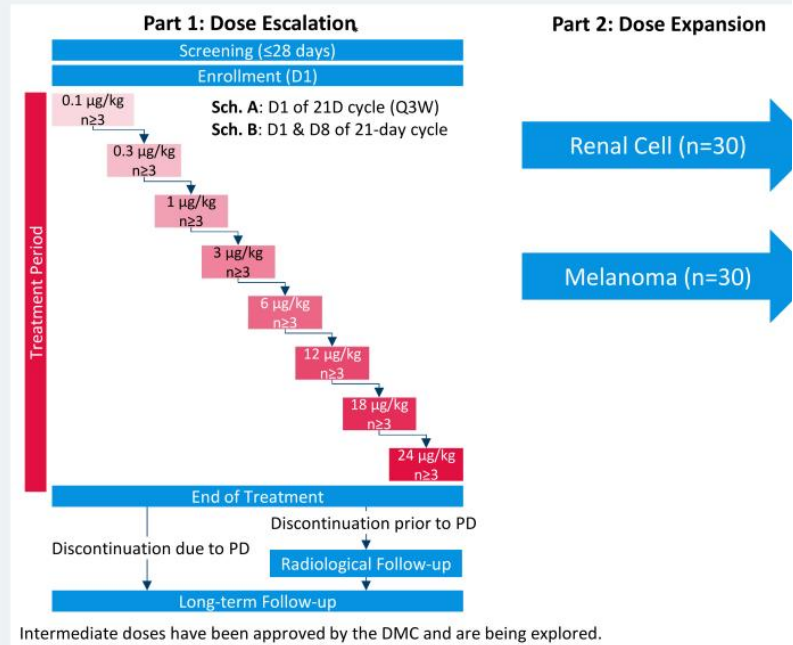 Part 1: Dose Escalation
Part 2: Dose Expansion
Screening (≤28 days)
Enrollment (D1)
Treatment Period
0.1 µg/kg
n≥3
Sch. A: D1 of 21D cycle (Q3W)
Sch. B: D1 & D8 of 21-day cycle
0.3 µg/kg
n≥3
1 µg/kg
n≥3
3 µg/kg
n≥3
6 µg/kg
n≥3
12 µg/kg
n≥3
18 µg/kg
n≥3
24 µg/kg
n≥3
Renal Cell (n=30)
Melanoma (n=30)
End of Treatment
Discontinuation prior to PD
Discontinuation due to PD
Radiological Follow-up
Long-term Follow-up
Intermediate doses have been approved by the DMC and are being explored.